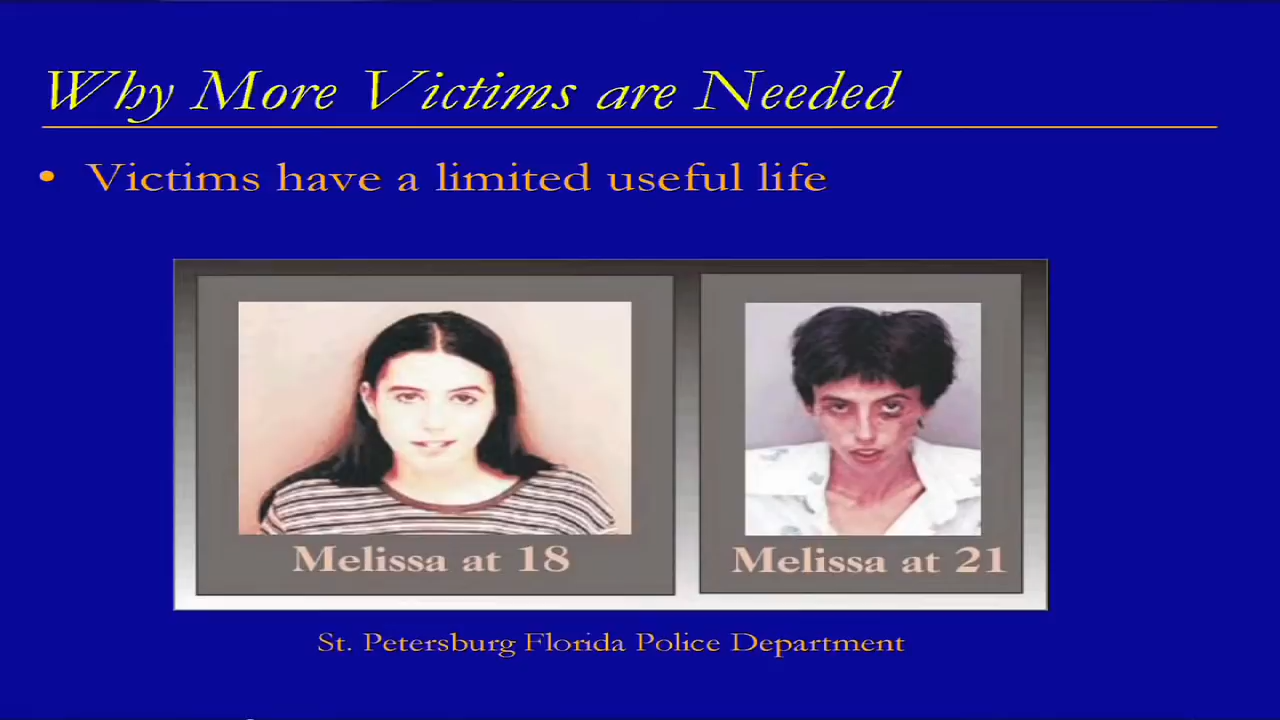 Why More Victims are Needed
• Victims have a limited useful life
Melissa at 18
Melissa at 21
St. Petersburg Florida Police Department